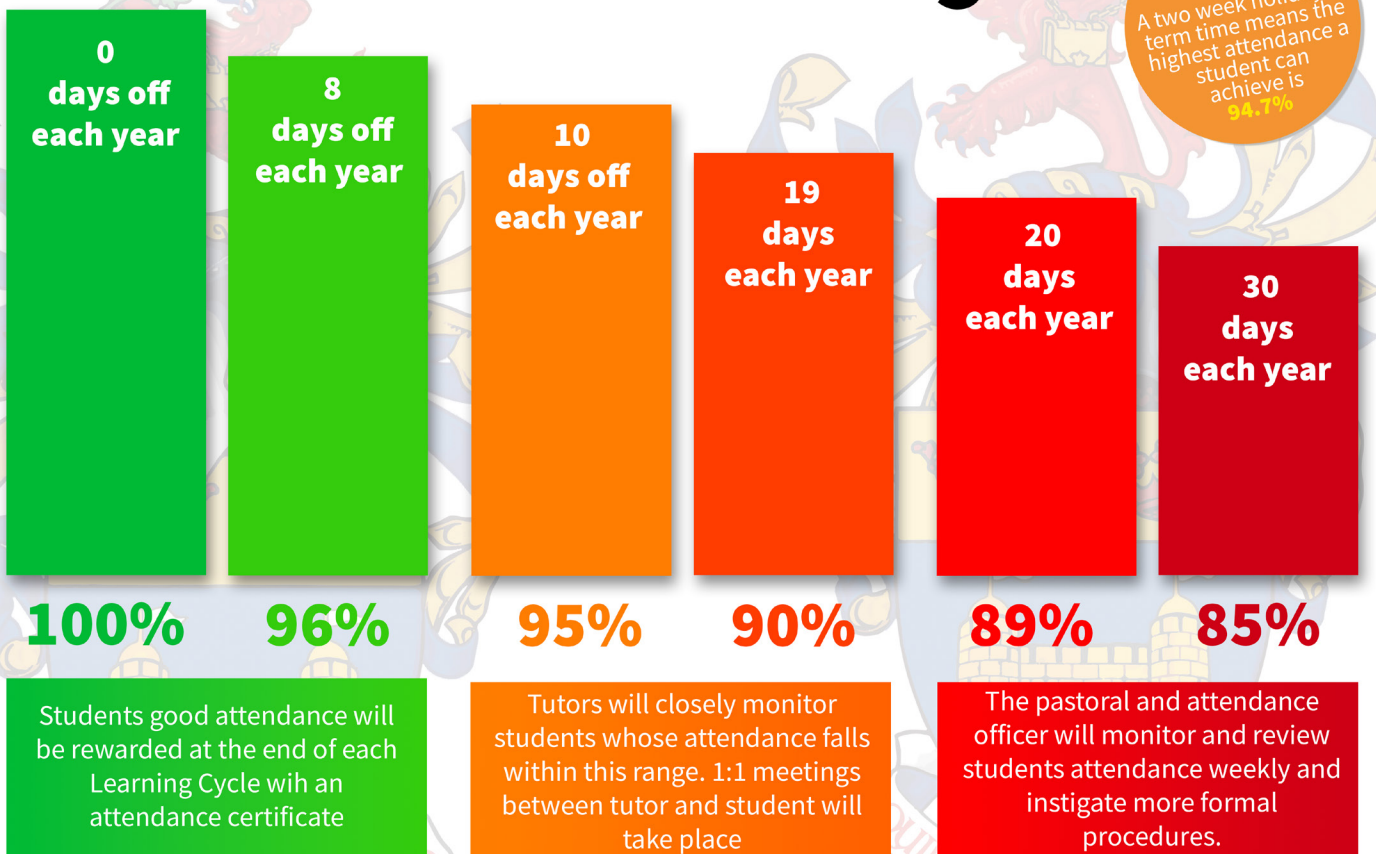 A two week
term time means the
highest attendance a
student can
achieve is
94.7%
0
days off
each year
8
days off
each year
10
days off
each year
19
days
each year
20
days
each year
30
days
each year
100%
96%
95%
90%
89%
85%
Students good attendance will
be rewarded at the end of each
Learning Cycle wih an
attendance certificate
Tutors will closely monitor
students whose attendance falls
within this range. 1:1 meetings
between tutor and student will
take place
The pastoral and attendance
officer will monitor and review
students attendance weekly and
instigate more formal
procedures.